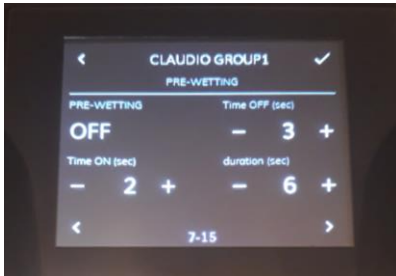 < CLAUDIO GROUP1 ✓
PRE-WETTING
PRE-WETTING
OFF
Time OFF (sec)
− 3 +
Time ON (sec)
− 2 +
duration (sec)
− 6 +
< 7-15 >